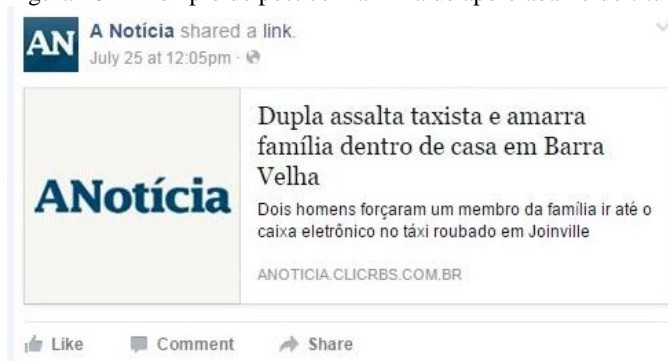 AN A Notícia shared a link.
July 25 at 12:05pm ·
ANotícia
Dupla assalta taxista e amarra
família dentro de casa em Barra
Velha
Dois homens forçaram um membro da família ir até o
caixa eletrônico no táxi roubado em Joinville
ANOTICIA.CLICRBS.COM.BR
Like Comment Share